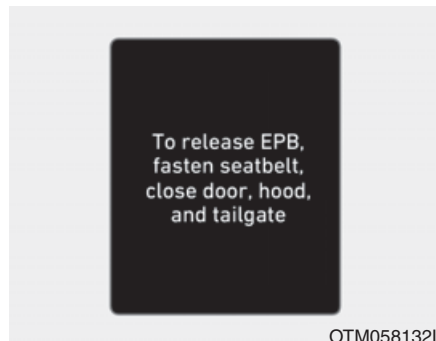 To release EPB,
fasten seatbelt,
close door, hood,
and tailgate
OTM058132L